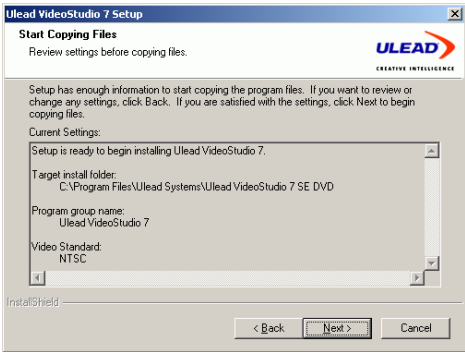 Ulead VideoStudio 7 Setup
Start Copying Files
Review settings before copying files.
ULEAD
CREATIVE INTELLIGENCE
Setup has enough information to start copying the program files. If you want to review or
change any settings, click Back. If you are satisfied with the settings, click Next to begin
copying files.
Current Settings:
Setup is ready to begin installing Ulead VideoStudio 7.
Target install folder:
C:\Program Files\Ulead Systems\Ulead VideoStudio 7 SE DVD
Program group name:
Ulead VideoStudio 7
Video Standard:
NTSC
InstallShield
< Back Next > Cancel